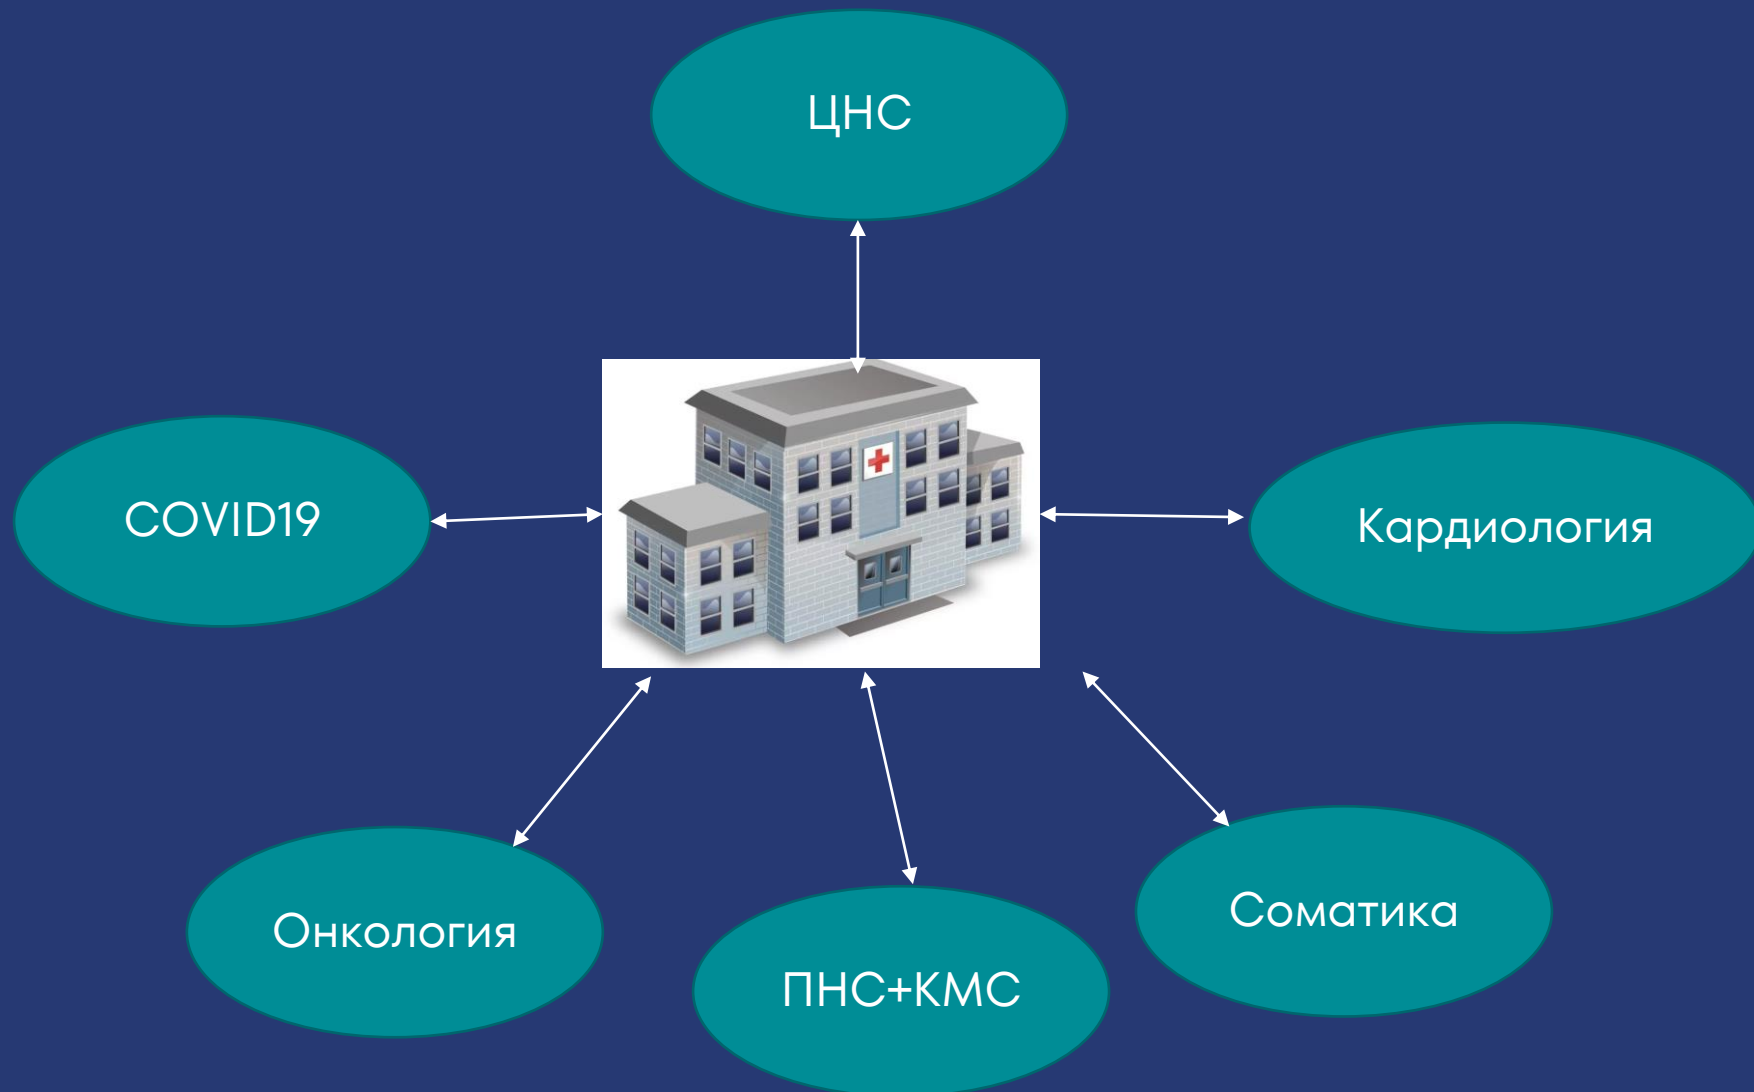 ЦНС
COVID19
Кардиология
Онкология
ПНС+КМС
Соматика